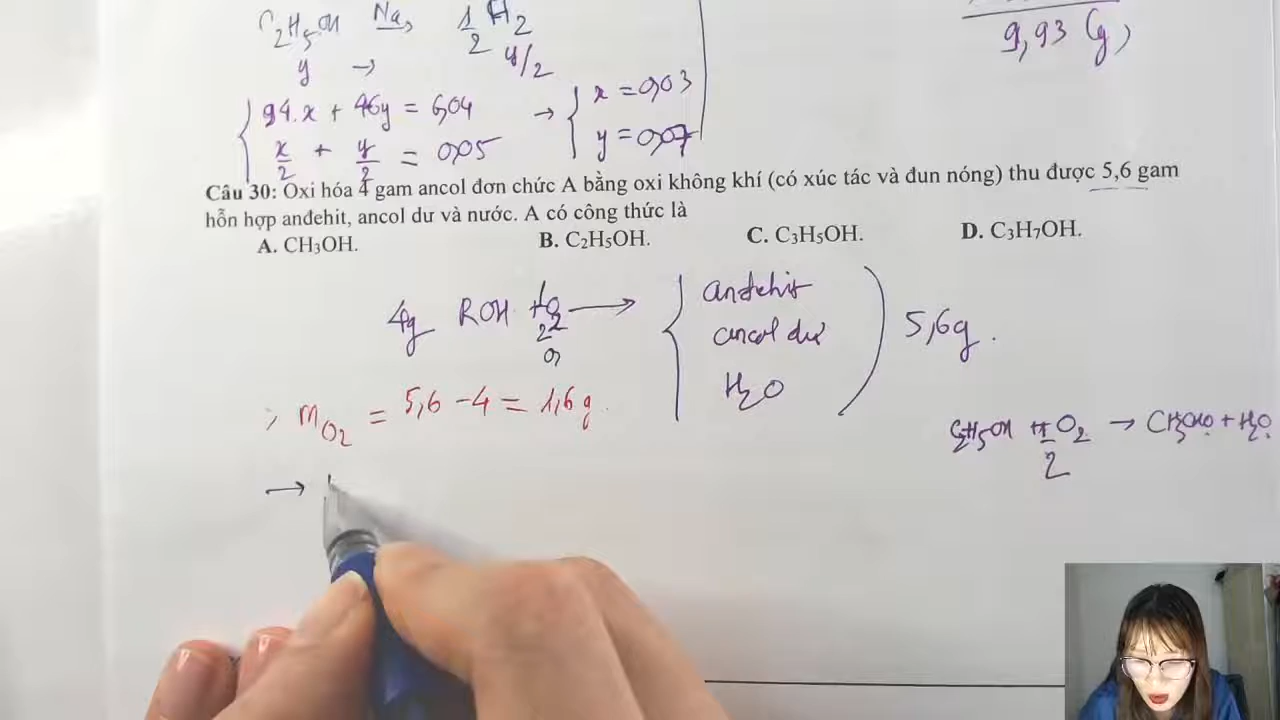 C₂H₅OH Na, 1/2 H₂
y → y/2
94.x + 46y = 6,04 → x = 0,03
x/2 + y/2 = 0,05 y = 0,07
9,93 (g)
Câu 30: Oxi hóa 4 gam ancol đơn chức A bằng oxi không khí (có xúc tác và đun nóng) thu được 5,6 gam
hỗn hợp anđehit, ancol dư và nước. A có công thức là
A. CH₃OH. B. C₂H₅OH. C. C₃H₅OH. D. C₃H₇OH.
4g ROH + 1/2 O₂ → anđehit
ancol dư
H₂O
5,6g.
m O₂ = 5,6 - 4 = 1,6g.
C₂H₅OH + 1/2 O₂ → CH₃CHO + H₂O
→